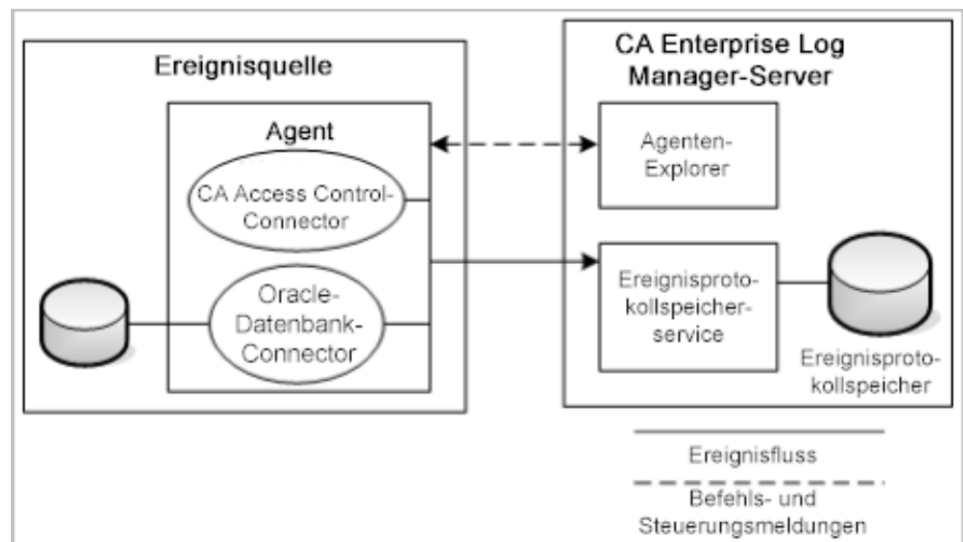 Ereignisquelle
Agent
CA Access Control-
Connector
Oracle-
Datenbank-
Connector
CA Enterprise Log
Manager-Server
Agenten-
Explorer
Ereignisproto-
kollspeicher-
service
Ereignisproto-
kollspeicher
Ereignisfluss
Befehls- und
Steuerungsmeldungen